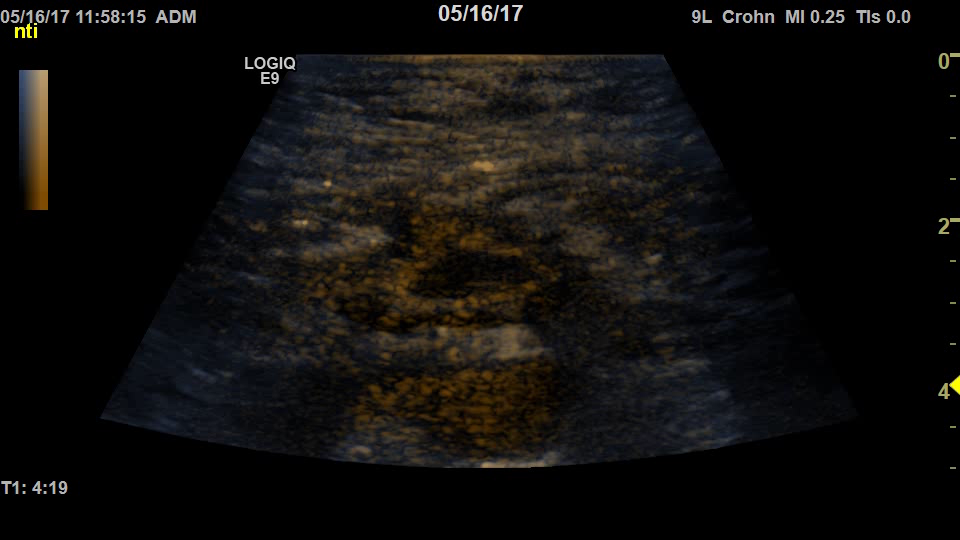 05/16/17 11:58:15 ADM
05/16/17
9L Crohn MI 0.25 TIs 0.0
nti
LOGIQ
E9
0
2
4
T1: 4:19